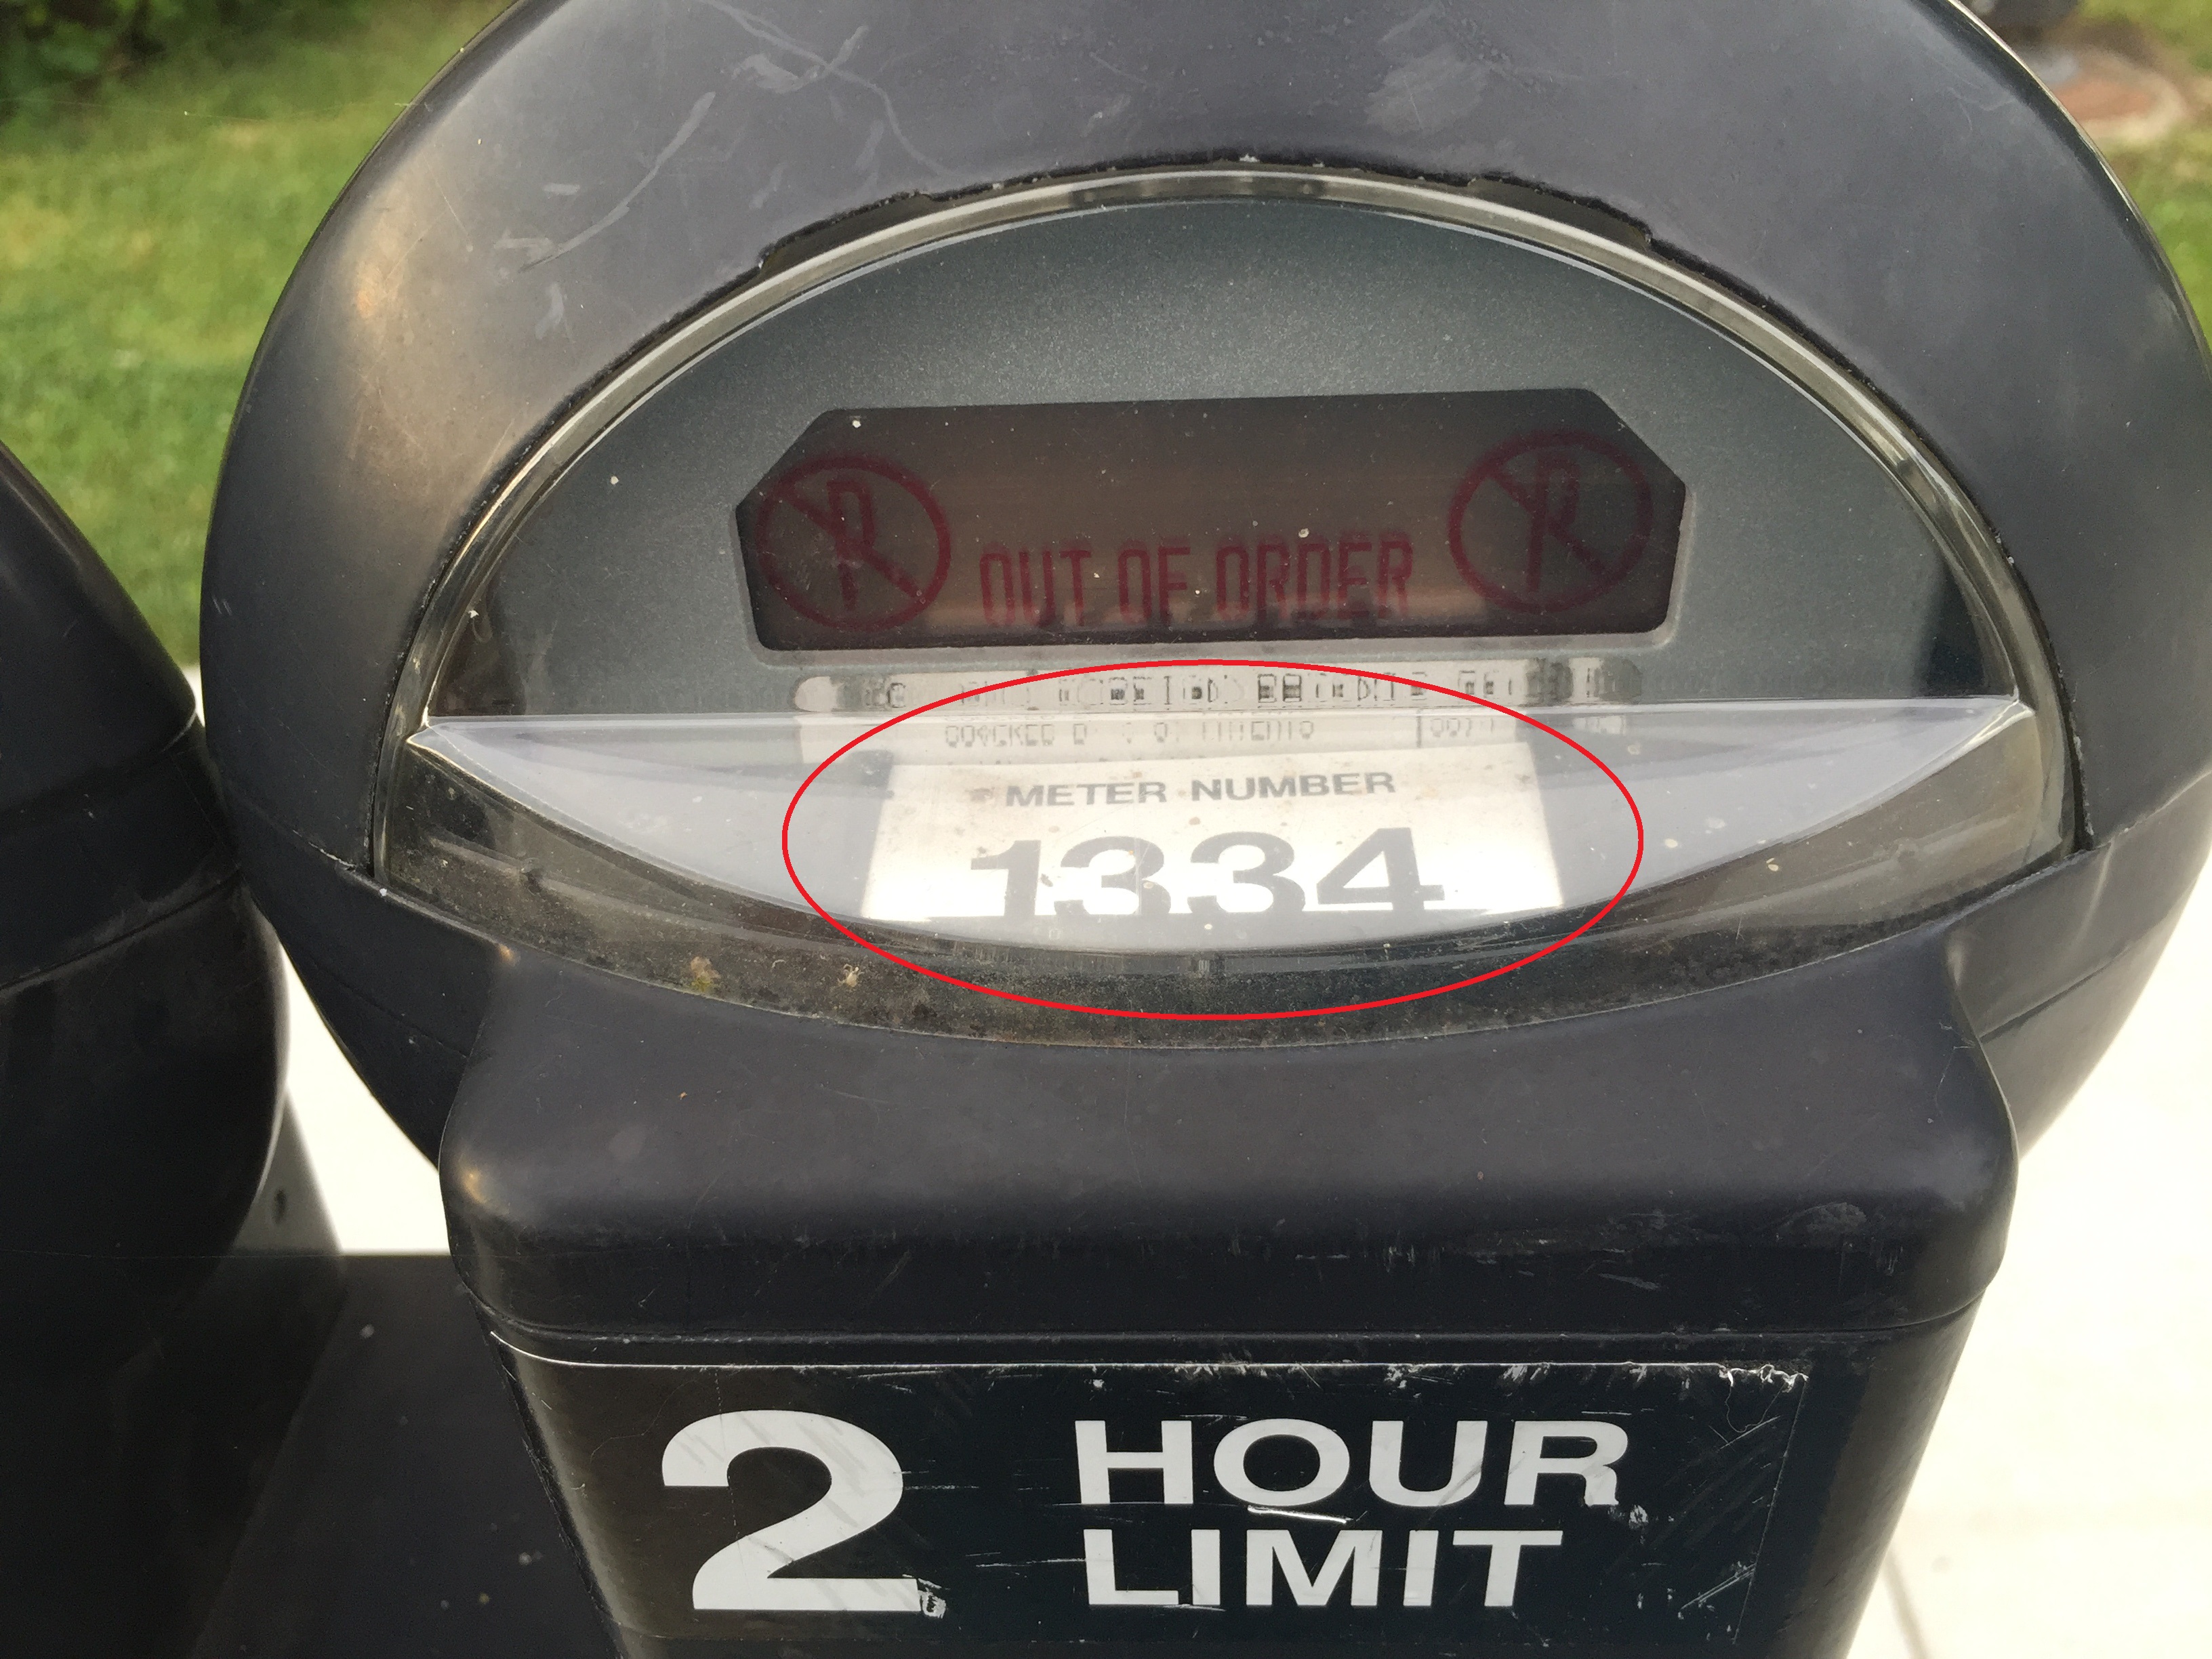 OUT OF ORDER
METER NUMBER
1334
2 HOUR
LIMIT